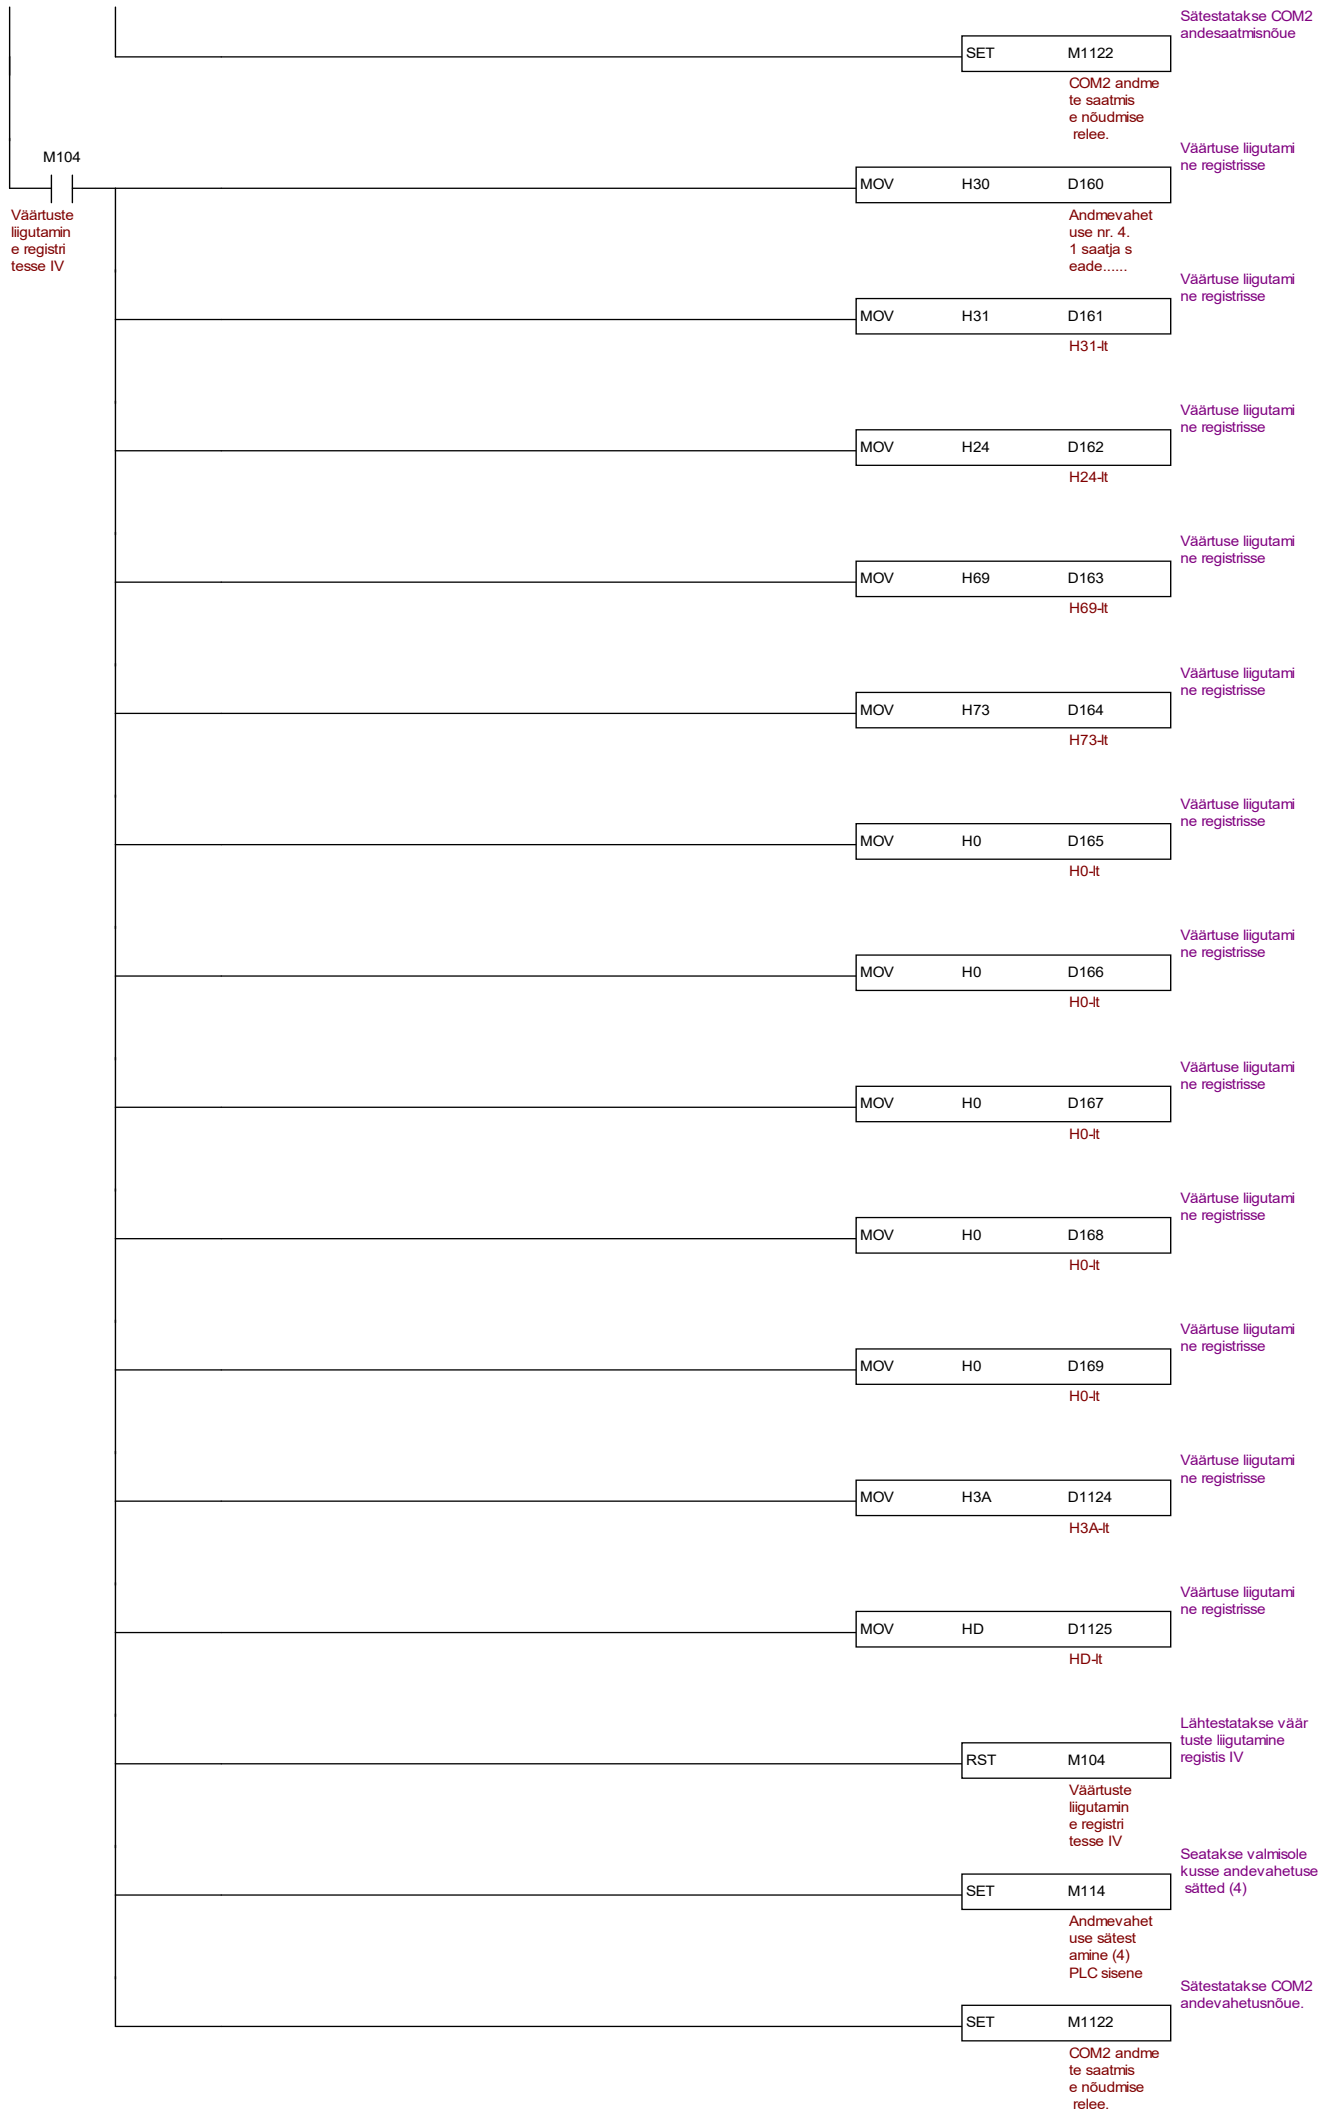 Sätestatakse COM2
andesaatmisnõue
SET M1122
COM2 andme
te saatmis
e nõudmise
relee.
M104
Väärtuste
liigutamin
e registri
tesse IV
Väärtuse liigutami
ne registrisse
MOV H30 D160
Andmevahet
use nr. 4.
1 saatja s
eade......
Väärtuse liigutami
ne registrisse
MOV H31 D161
H31-lt
Väärtuse liigutami
ne registrisse
MOV H24 D162
H24-lt
Väärtuse liigutami
ne registrisse
MOV H69 D163
H69-lt
Väärtuse liigutami
ne registrisse
MOV H73 D164
H73-lt
Väärtuse liigutami
ne registrisse
MOV H0 D165
H0-lt
Väärtuse liigutami
ne registrisse
MOV H0 D166
H0-lt
Väärtuse liigutami
ne registrisse
MOV H0 D167
H0-lt
Väärtuse liigutami
ne registrisse
MOV H0 D168
H0-lt
Väärtuse liigutami
ne registrisse
MOV H0 D169
H0-lt
Väärtuse liigutami
ne registrisse
MOV H3A D1124
H3A-lt
Väärtuse liigutami
ne registrisse
MOV HD D1125
HD-lt
Lähtestatakse väär
tuste liigutamine
registis IV
RST M104
Väärtuste
liigutamin
e registri
tesse IV
Seatakse valmisole
kusse andevahetuse
sätted (4)
SET M114
Andmevahet
use sätest
amine (4)
PLC sisene
Sätestatakse COM2
andevahetusnõue.
SET M1122
COM2 andme
te saatmis
e nõudmise
relee.